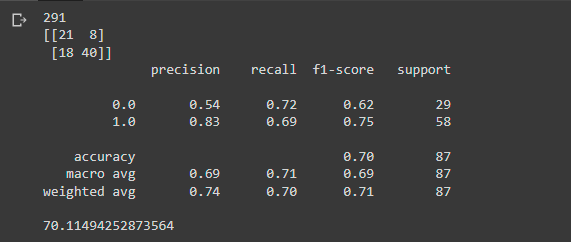 291
[[21  8]
 [18 40]]
              precision    recall  f1-score   support

         0.0       0.54      0.72      0.62        29
         1.0       0.83      0.69      0.75        58

    accuracy                           0.70        87
   macro avg       0.69      0.71      0.69        87
weighted avg       0.74      0.70      0.71        87

70.11494252873564